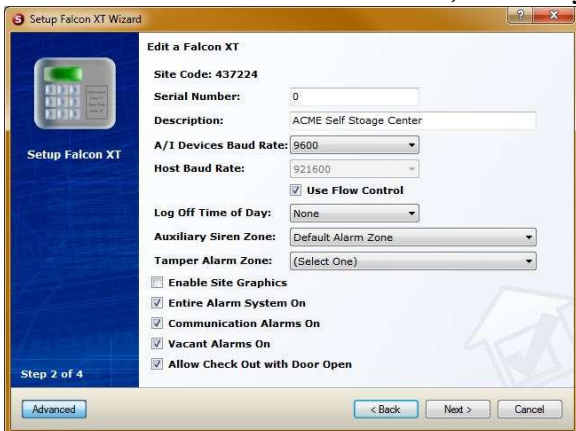 Setup Falcon XT Wizard
Edit a Falcon XT
Site Code: 437224
Serial Number: 0
Description: ACME Self Stoage Center
A/I Devices Baud Rate: 9600
Setup Falcon XT
Host Baud Rate: 921600
Use Flow Control
Log Off Time of Day: None
Auxiliary Siren Zone: Default Alarm Zone
Tamper Alarm Zone: (Select One)
Enable Site Graphics
Entire Alarm System On
Communication Alarms On
Vacant Alarms On
Allow Check Out with Door Open
Step 2 of 4
Advanced < Back Next > Cancel